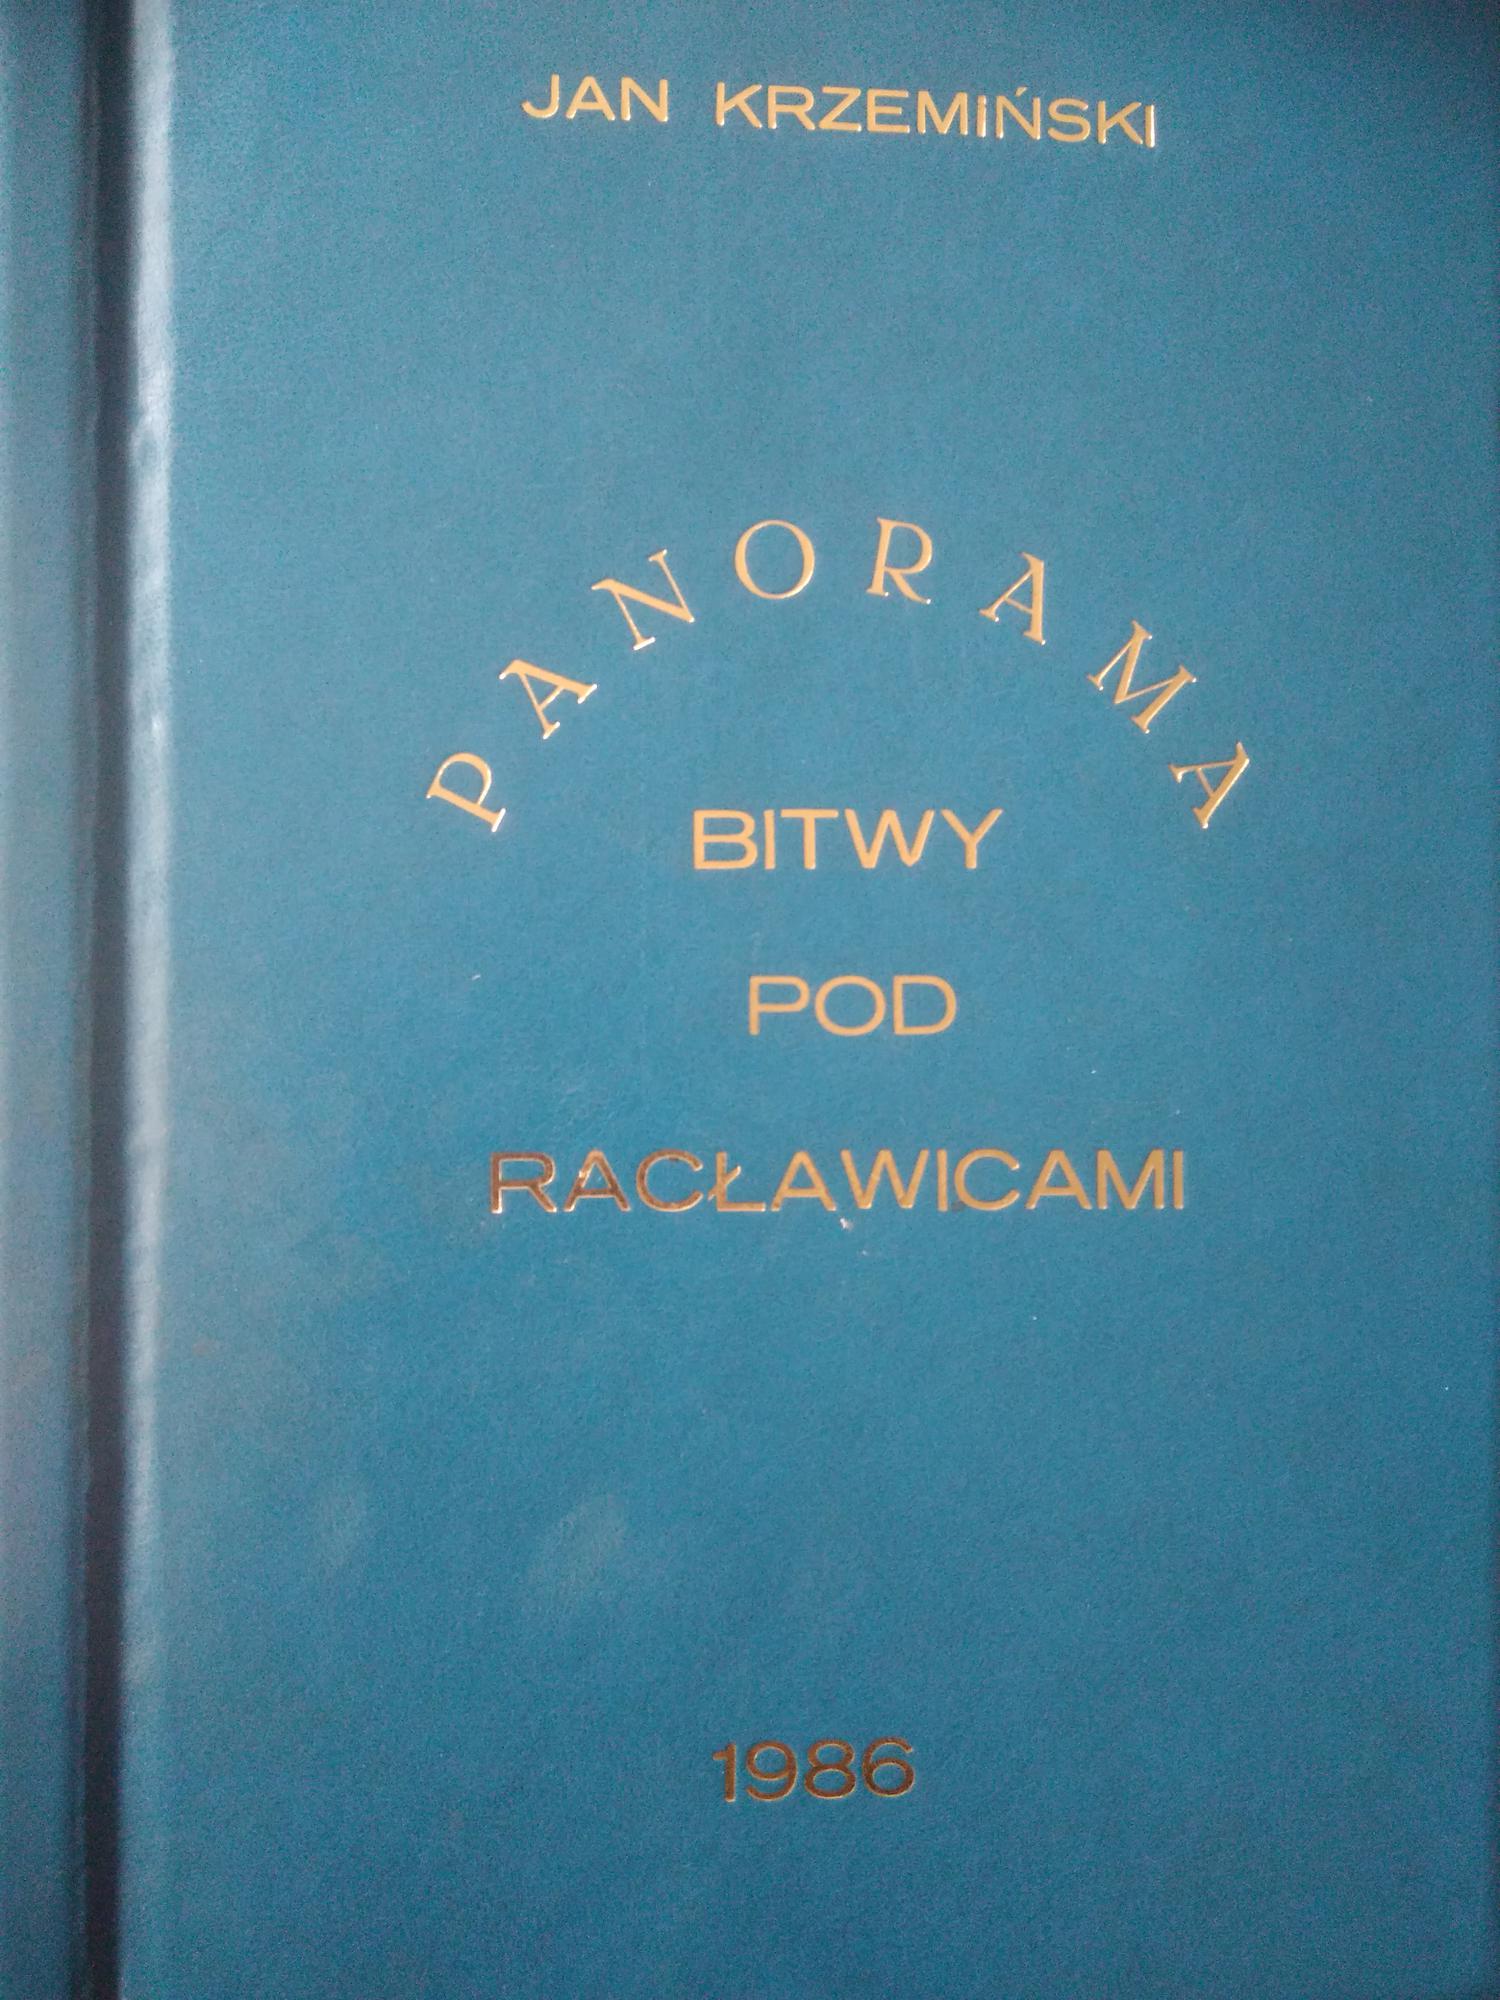 JAN KRZEMIŃSKI
PANORAMA
BITWY
POD
RACŁAWICAMI
1986